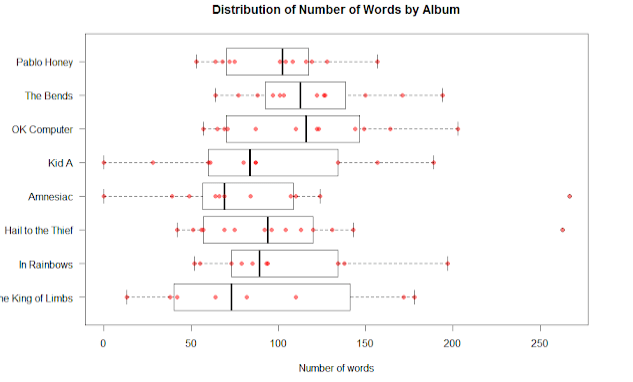 Distribution of Number of Words by Album
Pablo Honey
The Bends
OK Computer
Kid A
Amnesiac
Hail to the Thief
In Rainbows
he King of Limbs
0 50 100 150 200 250
Number of words